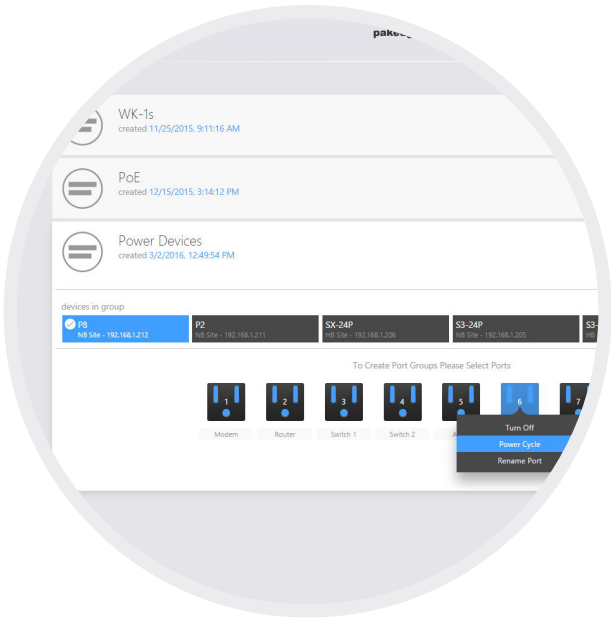 WK-1s
created 11/25/2015, 9:11:16 AM
PoE
created 12/15/2015, 3:14:12 PM
Power Devices
created 3/2/2016, 12:49:54 PM
devices in group
P8 P2 SX-24P S3-24P S3-
NB Site - 192.168.1.212 NB Site - 192.168.1.211 HB Site - 192.168.1.206 NB Site - 192.168.1.205 HB
To Create Port Groups Please Select Ports
1 2 3 4 5 6 7
Modem Router Switch 1 Switch 2 A
Turn Off
Power Cycle
Rename Port